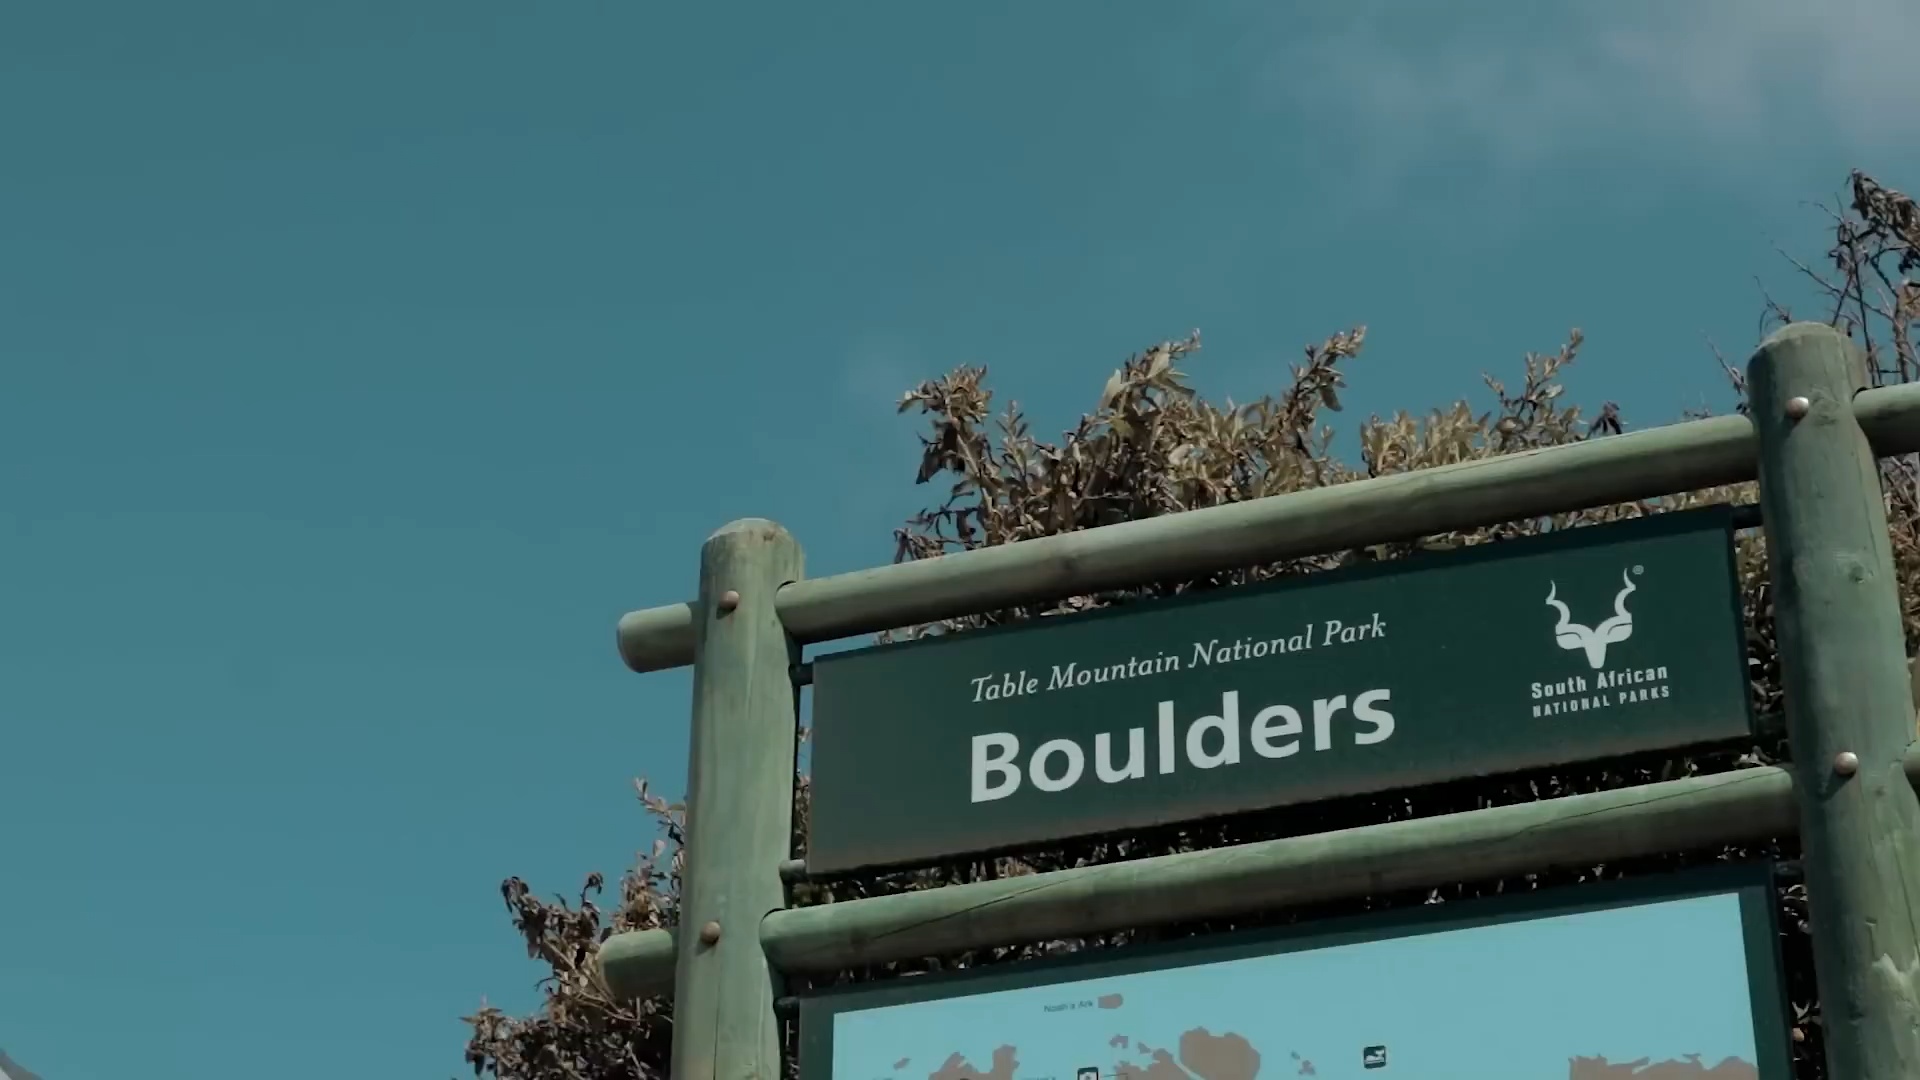 Table Mountain National Park
Boulders
South African
NATIONAL PARKS
Noah's Ark